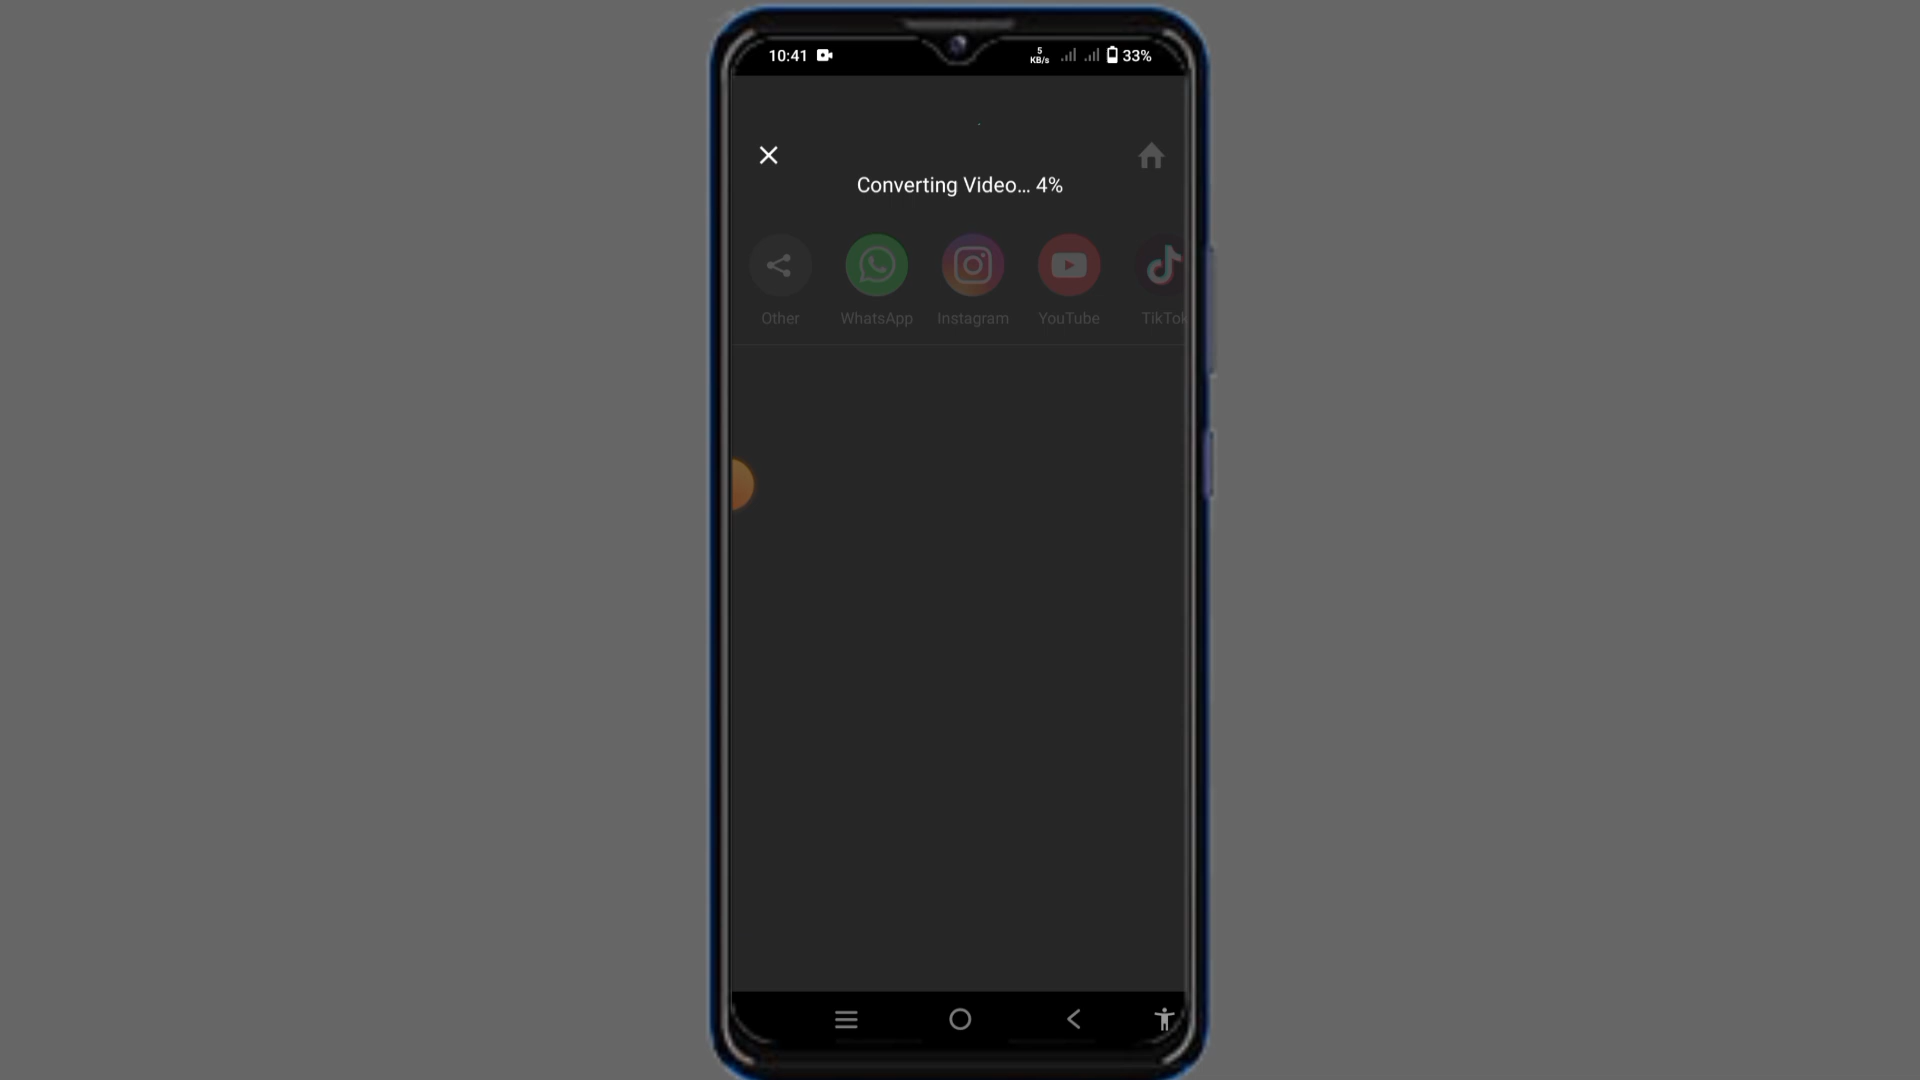 10:41
5
KB/s
33%
Converting Video... 4%
Other
WhatsApp
Instagram
YouTube
TikTok